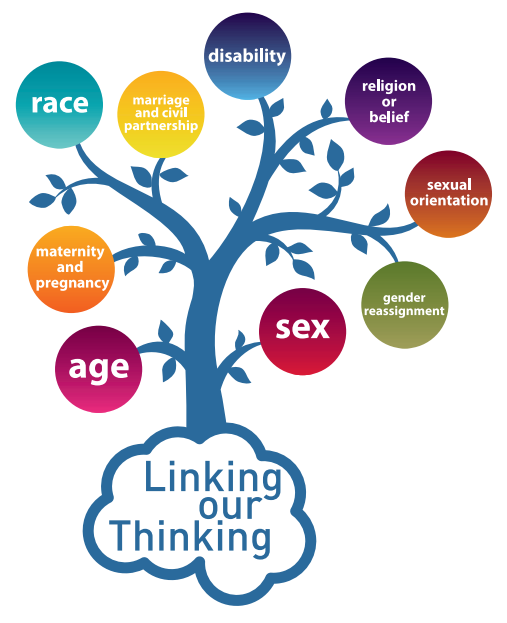 disability
race
marriage
and civil
partnership
religion
or
belief
sexual
orientation
maternity
and
pregnancy
gender
reassignment
sex
age
Linking
our
Thinking